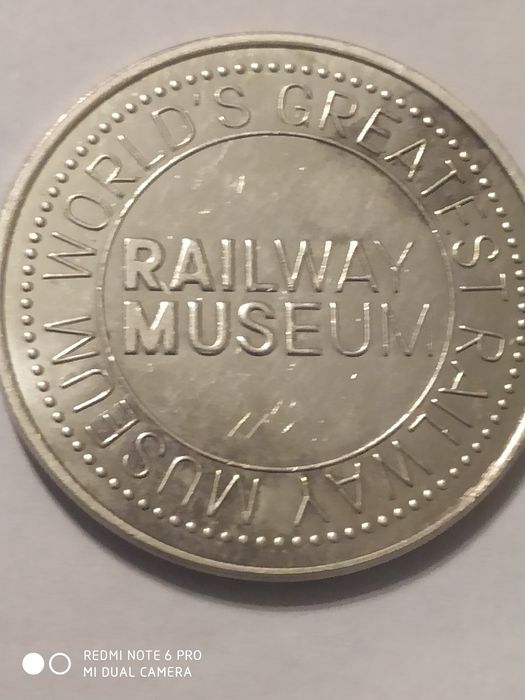 WORLD'S GREATEST RAILWAY MUSEUM
RAILWAY
MUSEUM
REDMI NOTE 6 PRO
MI DUAL CAMERA